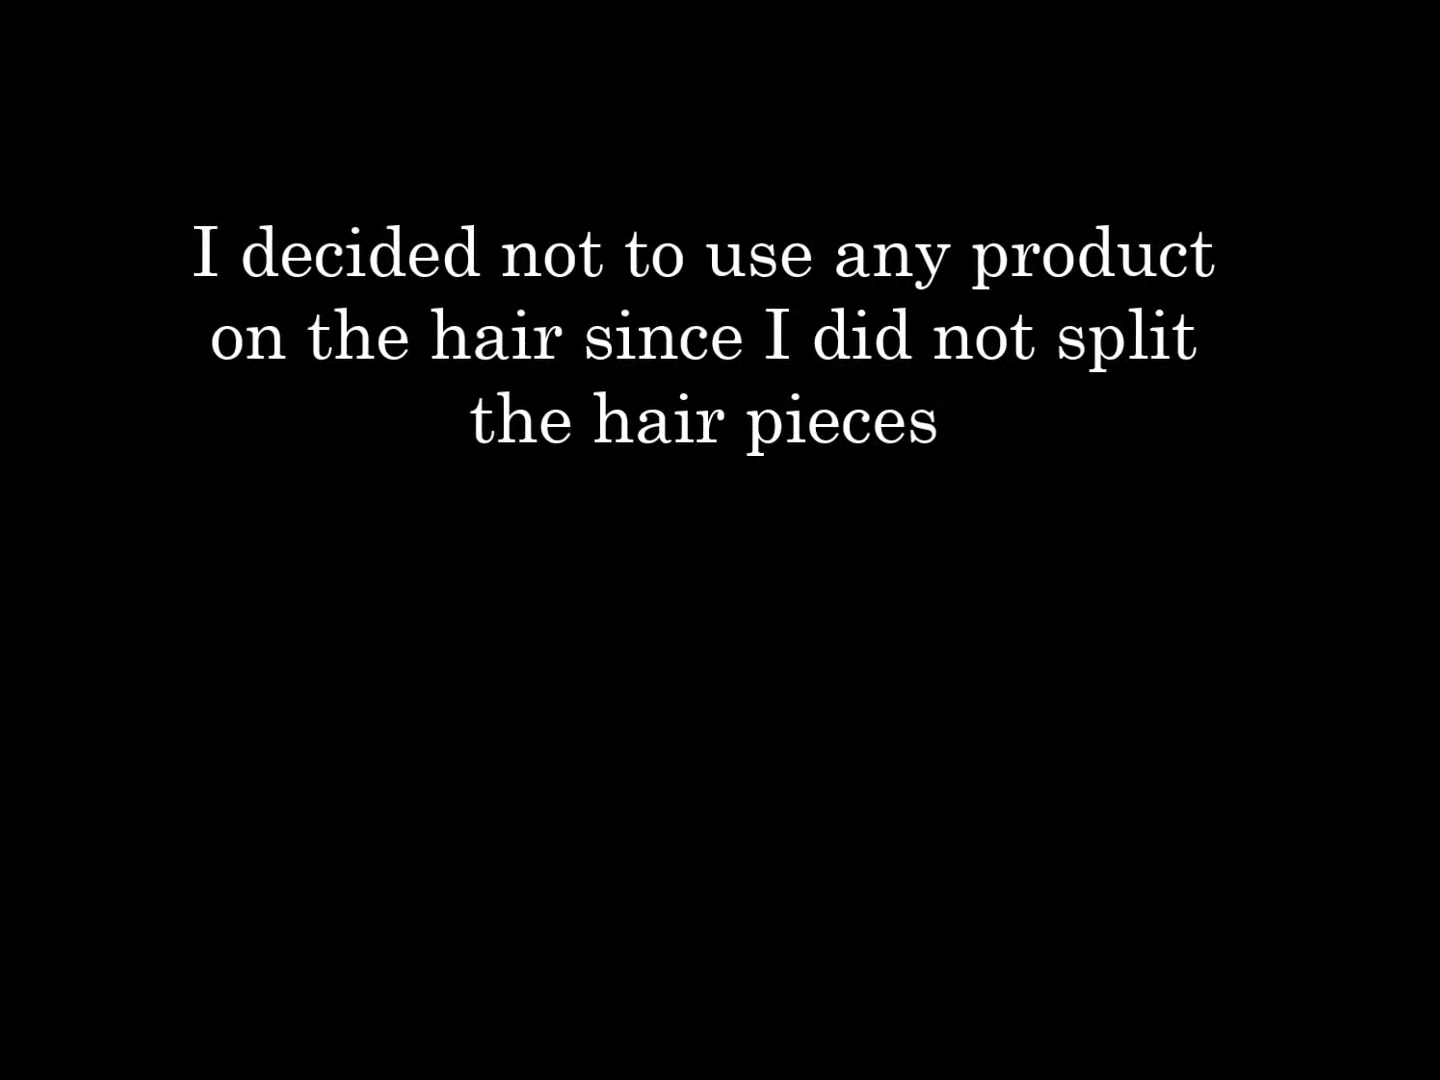 I decided not to use any product
on the hair since I did not split
the hair pieces